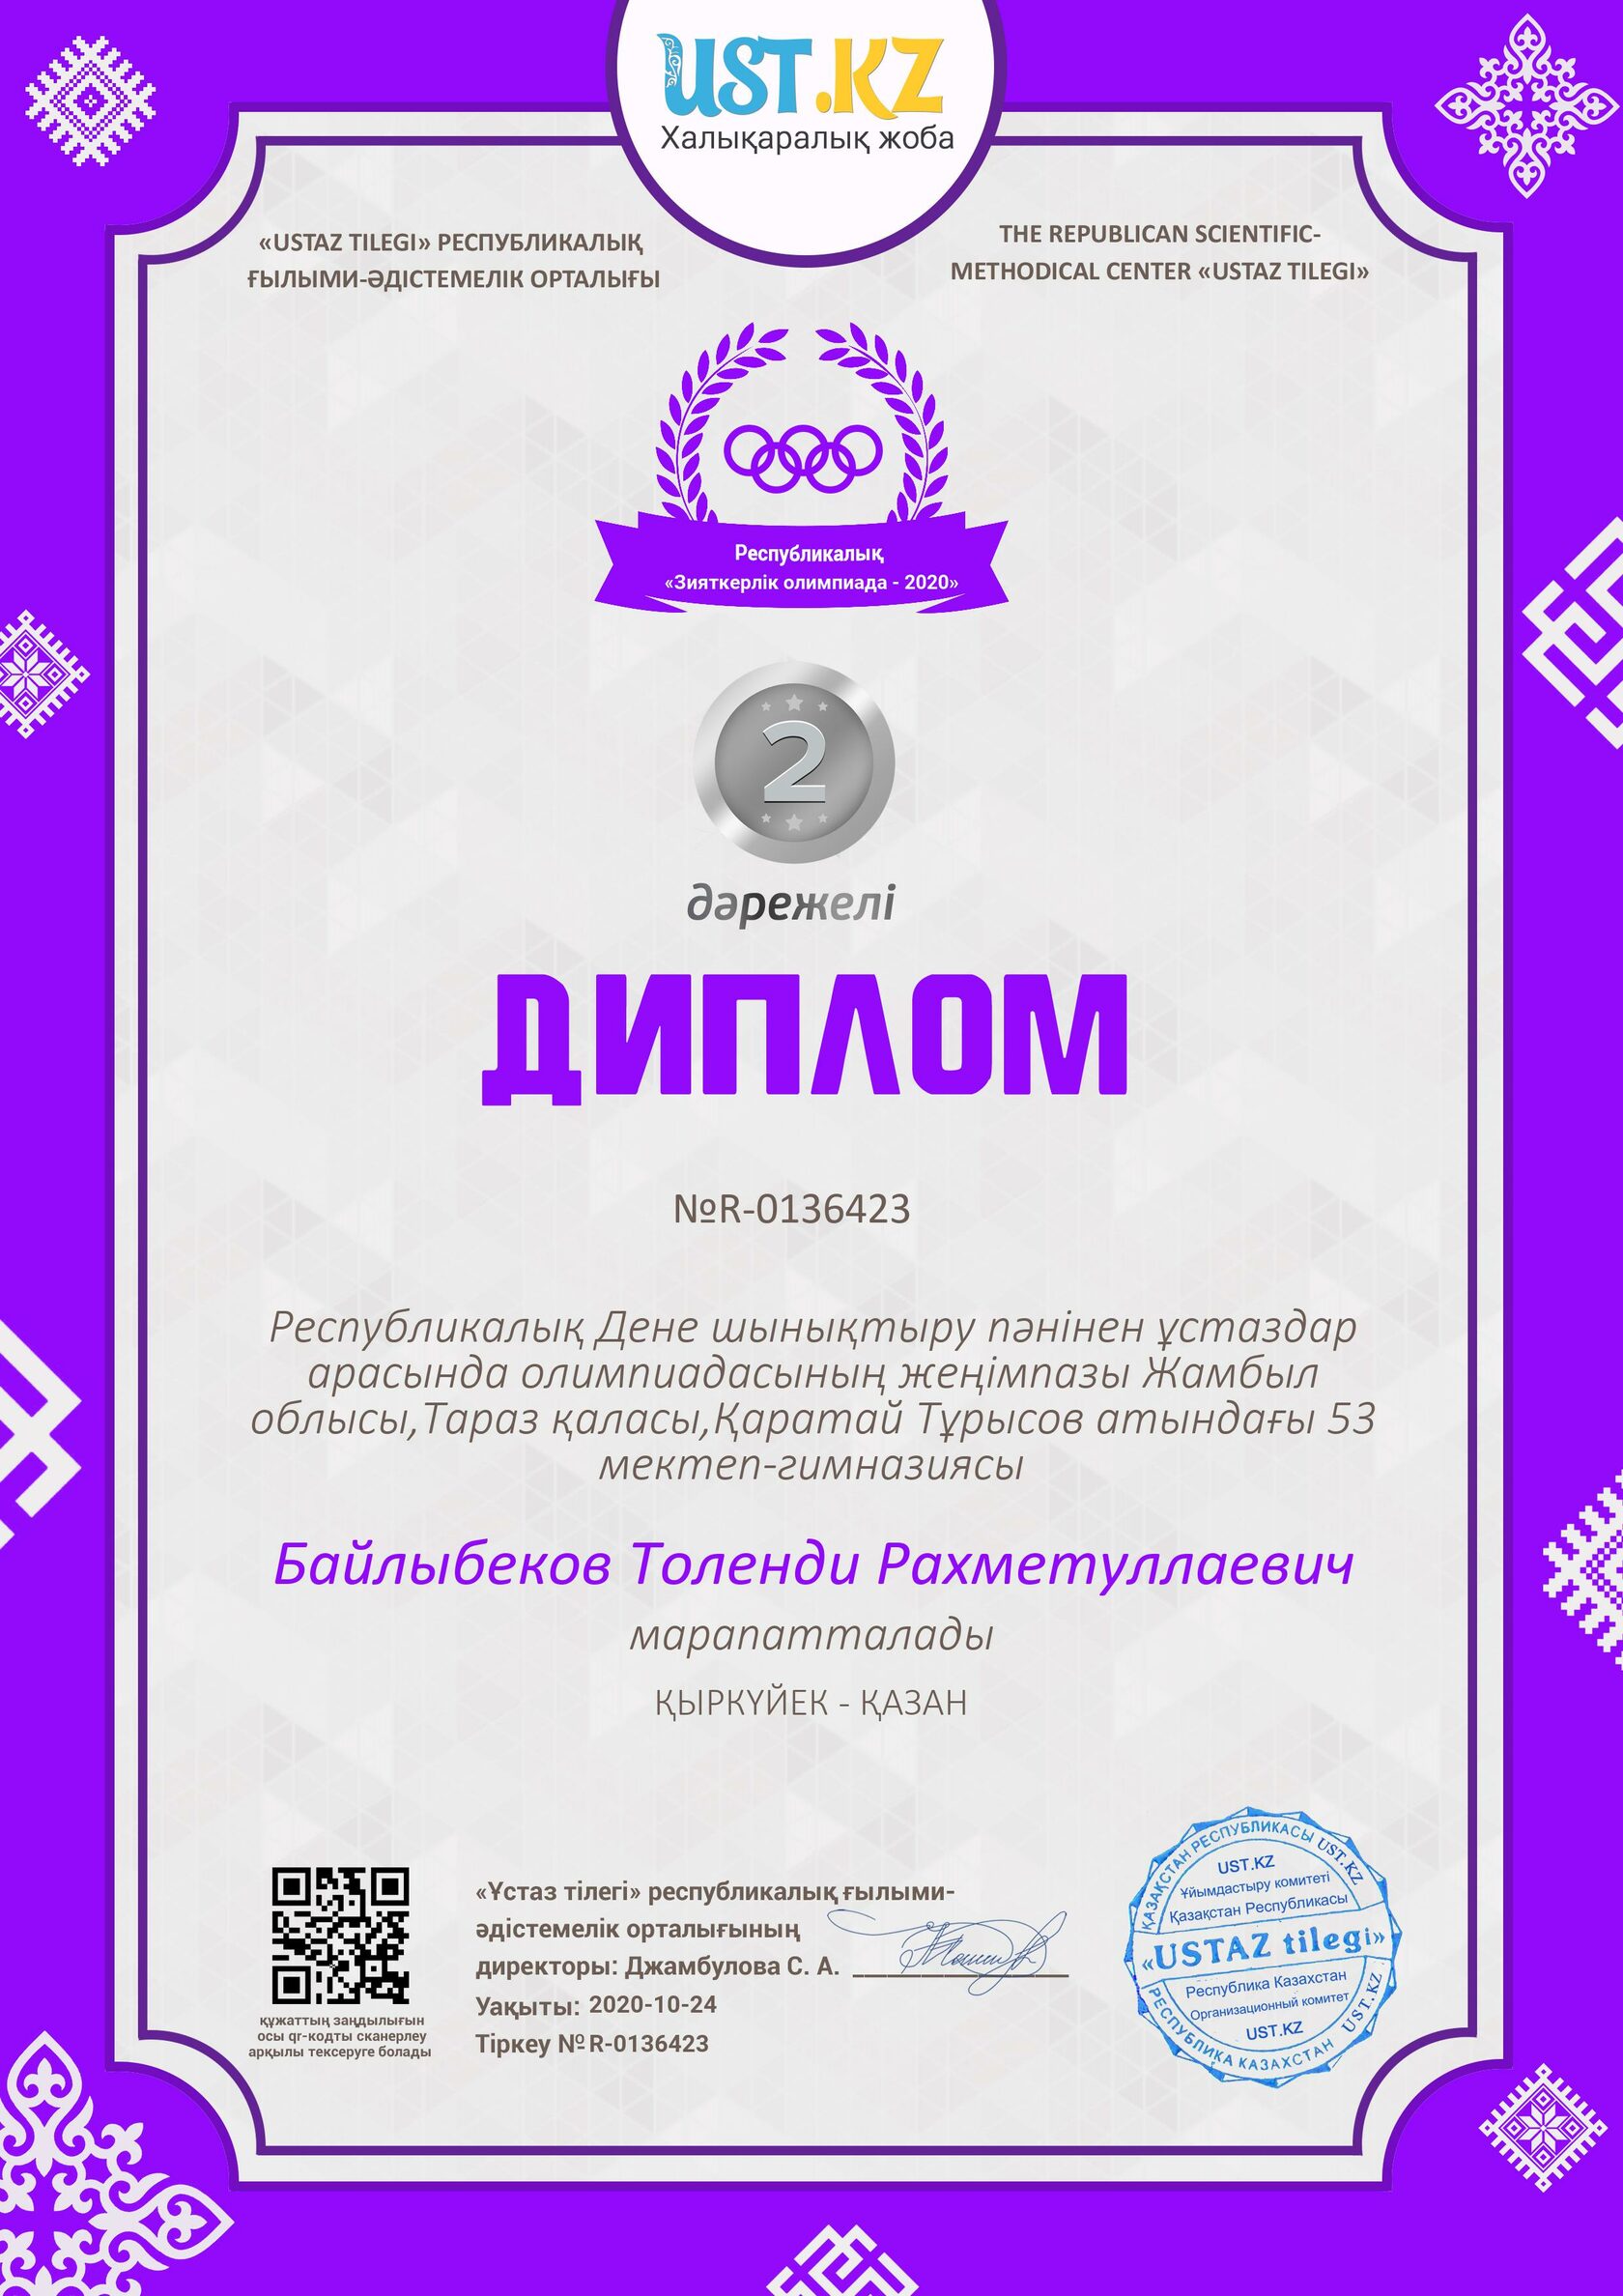 UST.KZ
Халықаралық жоба
«USTAZ TILEGI» РЕСПУБЛИКАЛЫҚ
ҒЫЛЫМИ-ӘДІСТЕМЕЛІК ОРТАЛЫҒЫ
THE REPUBLICAN SCIENTIFIC-
METHODICAL CENTER «USTAZ TILEGI»
Республикалық
«Зияткерлік олимпиада - 2020»
2
дәрежелі
ДИПЛОМ
№R-0136423
Республикалық Дене шынықтыру пәнінен ұстаздар
арасында олимпиадасының жеңімпазы Жамбыл
облысы,Тараз қаласы,Қаратай Тұрысов атындағы 53
мектеп-гимназиясы
Байлыбеков Толенди Рахметуллаевич
марапатталады
ҚЫРКҮЙЕК - ҚАЗАН
құжаттың заңдылығын
осы qr-кодты сканерлеу
арқылы тексеруге болады
«Ұстаз тілегі» республикалық ғылыми-
әдістемелік орталығының
директоры: Джамбулова С. А.
Уақыты: 2020-10-24
Тіркеу № R-0136423
ҚАЗАҚСТАН РЕСПУБЛИКАСЫ UST.KZ
UST.KZ
Ұйымдастыру комитеті
Қазақстан Республикасы
«USTAZ tilegi»
Республика Казахстан
Организационный комитет
UST.KZ
РЕСПУБЛИКА КАЗАХСТАН UST.KZ